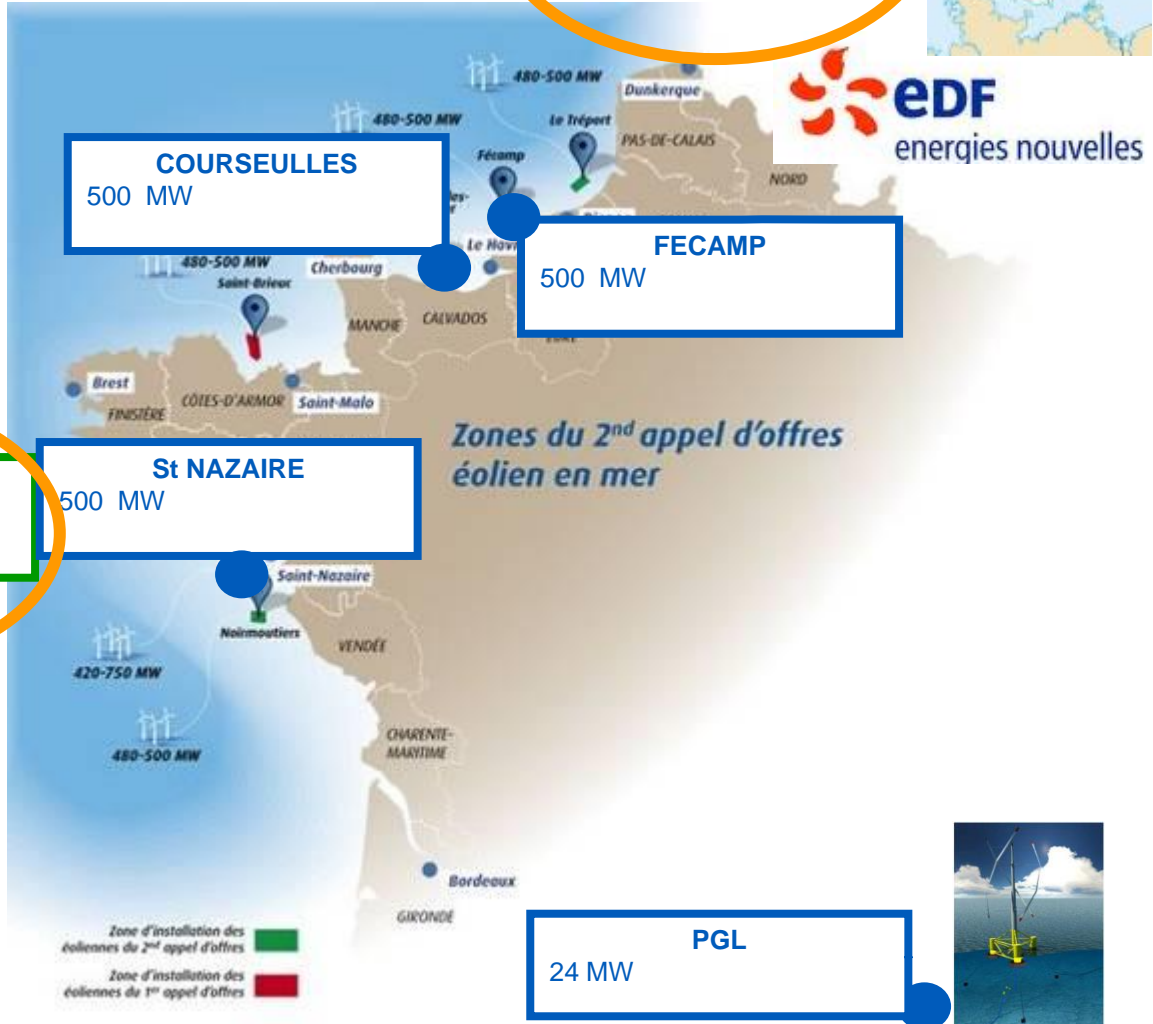 480-500 MW
Dunkerque
eDF
energies nouvelles
480-500 MW
Le Tréport
PAS-DE-CALAIS
COURSEULLES
500 MW
Fécamp
NORD
FECAMP
500 MW
480-500 MW
Cherbourg
Saint-Brieuc
MANCHE
CALVADOS
Brest
FINISTÈRE
CÔTES-D'ARMOR
Saint-Malo
Zones du 2nd appel d'offres
éolien en mer
St NAZAIRE
500 MW
Saint-Nazaire
Noirmoutiers
VENDÉE
420-750 MW
480-500 MW
CHARENTE-
MARITIME
Bordeaux
GIRONDE
Zone d'installation des
éoliennes du 2nd appel d'offres
Zone d'installation des
éoliennes du 1er appel d'offres
PGL
24 MW